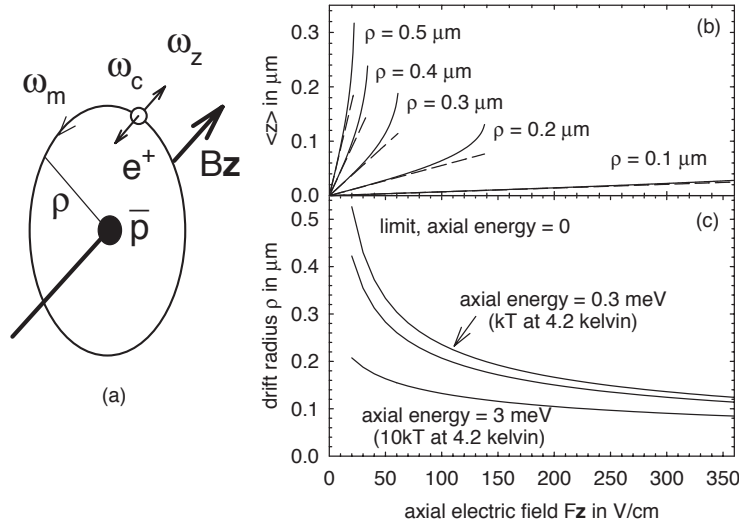 ω_z
ω_c
ω_m
e⁺
Bz
ρ
p̄
(a)
(b)
<z> in μm
0.3
0.2
0.1
0.0
ρ = 0.5 μm
ρ = 0.4 μm
ρ = 0.3 μm
ρ = 0.2 μm
ρ = 0.1 μm
(c)
drift radius ρ in μm
0.5
0.4
0.3
0.2
0.1
0.0
limit, axial energy = 0
axial energy = 0.3 meV
(kT at 4.2 kelvin)
axial energy = 3 meV
(10kT at 4.2 kelvin)
0 50 100 150 200 250 300 350
axial electric field Fz in V/cm